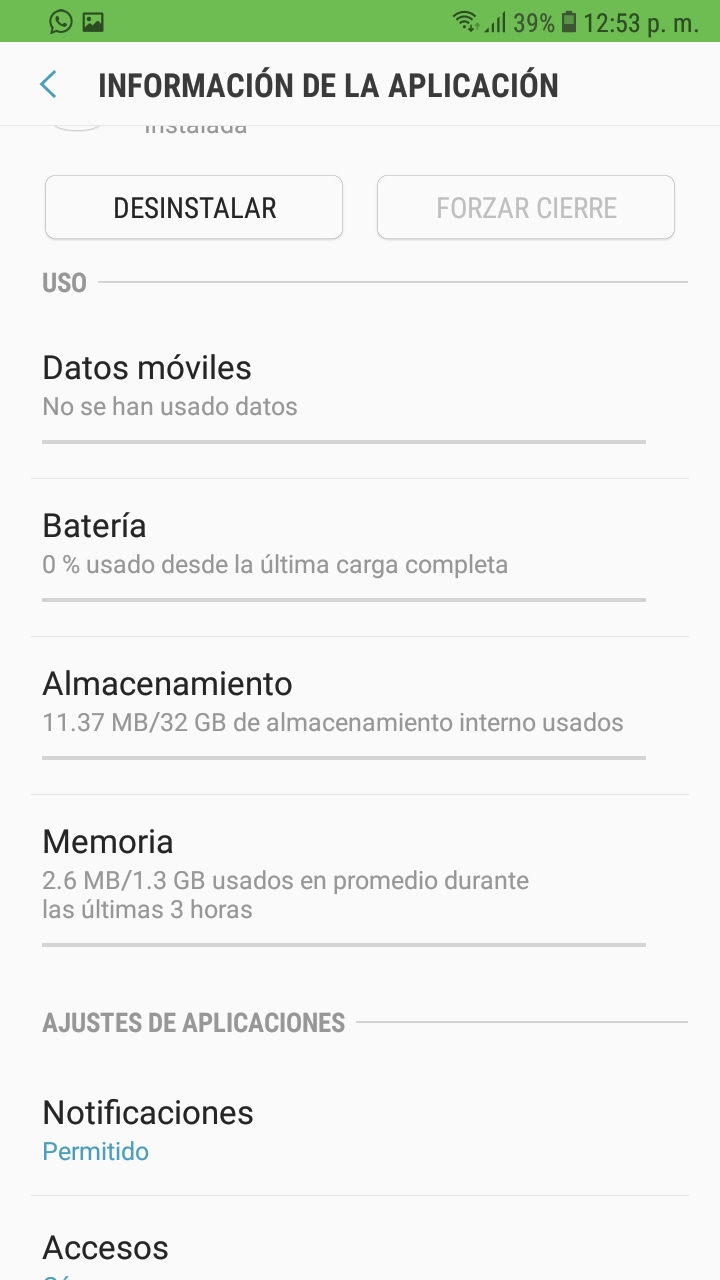 39% 12:53 p. m.
INFORMACIÓN DE LA APLICACIÓN
Instalada
DESINSTALAR
FORZAR CIERRE
USO
Datos móviles
No se han usado datos
Batería
0 % usado desde la última carga completa
Almacenamiento
11.37 MB/32 GB de almacenamiento interno usados
Memoria
2.6 MB/1.3 GB usados en promedio durante
las últimas 3 horas
AJUSTES DE APLICACIONES
Notificaciones
Permitido
Accesos